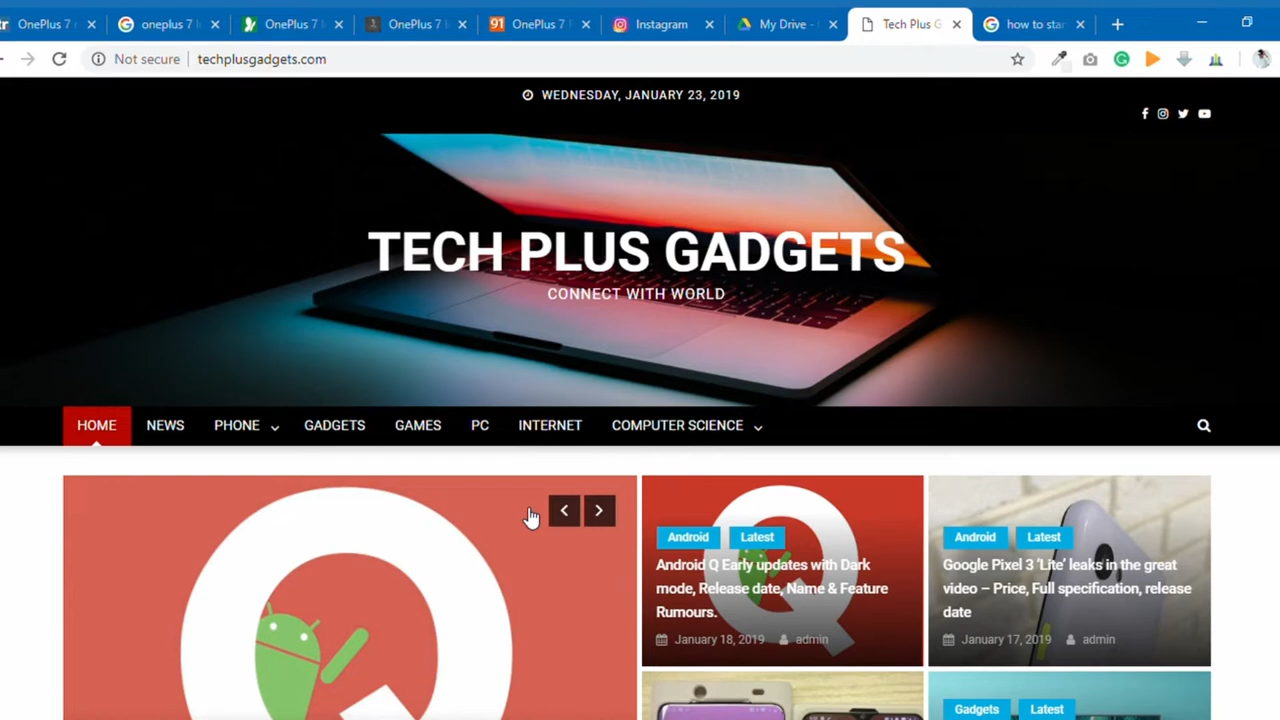 tr
OnePlus 7
oneplus 7
OnePlus 7
OnePlus 7
91
OnePlus 7
Instagram
My Drive -
Tech Plus G
how to star
Not secure
techplusgadgets.com
WEDNESDAY, JANUARY 23, 2019
TECH PLUS GADGETS
CONNECT WITH WORLD
HOME
NEWS
PHONE
GADGETS
GAMES
PC
INTERNET
COMPUTER SCIENCE
Android
Latest
Android Q Early updates with Dark
mode, Release date, Name & Feature
Rumours.
January 18, 2019
admin
Android
Latest
Google Pixel 3 ‘Lite’ leaks in the great
video – Price, Full specification, release
date
January 17, 2019
admin
Gadgets
Latest